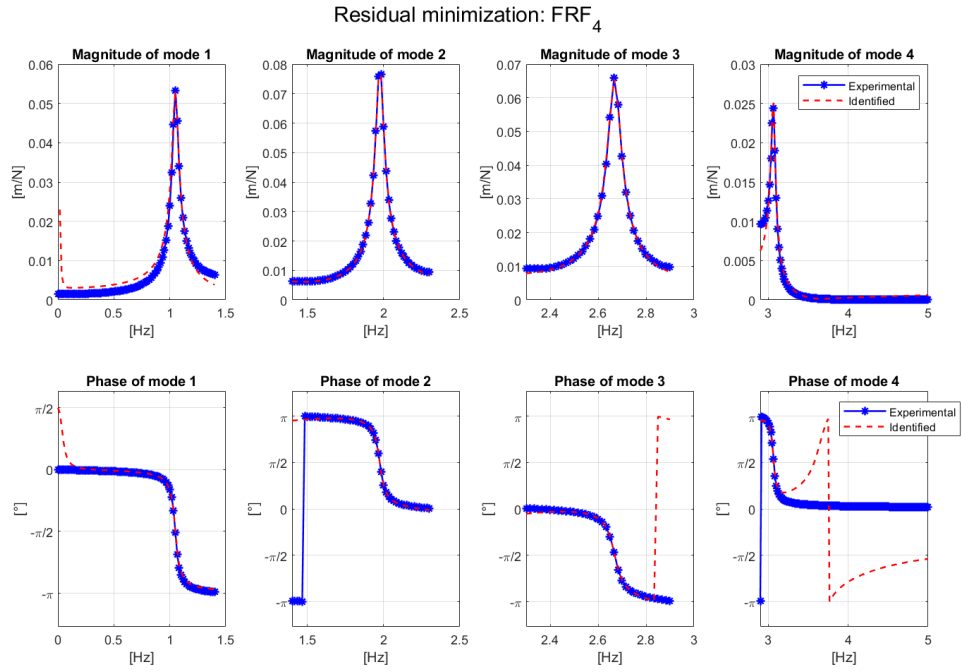 Residual minimization: FRF4
Magnitude of mode 1
Magnitude of mode 2
Magnitude of mode 3
Magnitude of mode 4
[m/N]
0.06
0.05
0.04
0.03
0.02
0.01
0
0
0.5
1
1.5
[Hz]
[m/N]
0.08
0.07
0.06
0.05
0.04
0.03
0.02
0.01
0
1.5
2
2.5
[Hz]
[m/N]
0.07
0.06
0.05
0.04
0.03
0.02
0.01
0
2.4
2.6
2.8
3
[Hz]
[m/N]
0.03
0.025
0.02
0.015
0.01
0.005
0
3
4
5
[Hz]
Experimental
Identified
Phase of mode 1
Phase of mode 2
Phase of mode 3
Phase of mode 4
[°]
π/2
0
-π/2
-π
0
0.5
1
1.5
[Hz]
[°]
π
π/2
0
-π/2
-π
1.5
2
2.5
[Hz]
[°]
π
π/2
0
-π/2
-π
2.4
2.6
2.8
3
[Hz]
[°]
π
π/2
0
-π/2
-π
3
4
5
[Hz]
Experimental
Identified